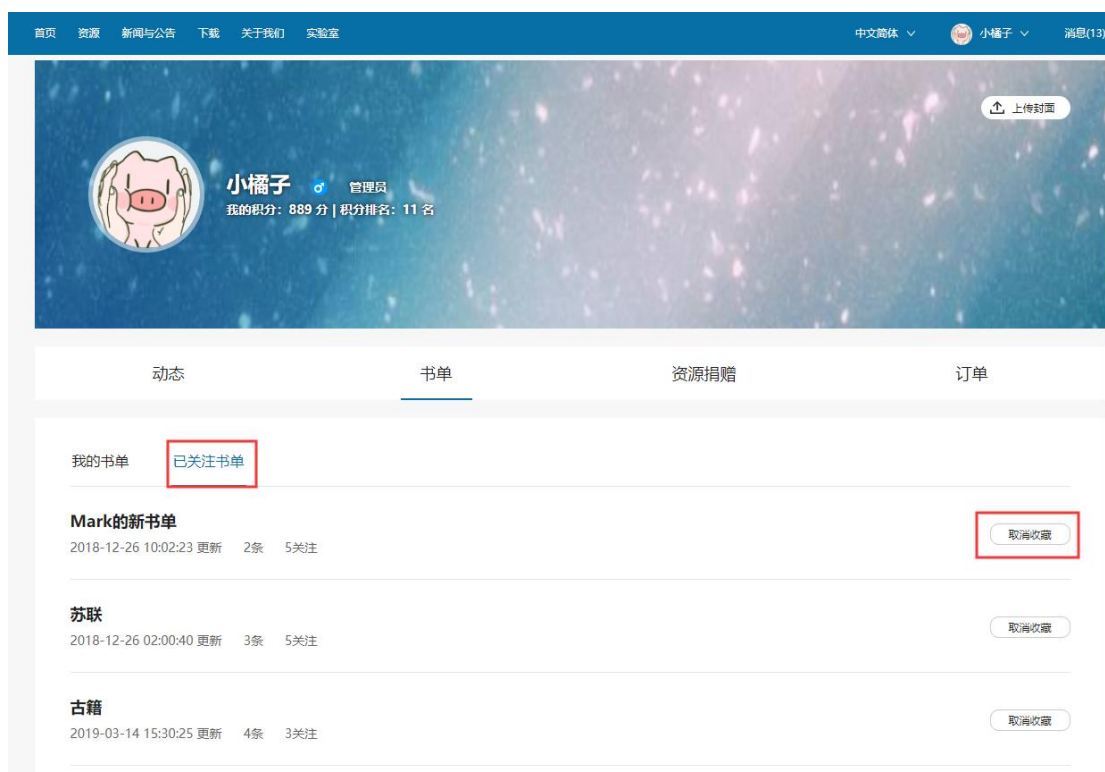 首页 资源 新闻与公告 下载 关于我们 实验室 中文简体 小橘子 消息(13)
上传封面
小橘子 管理员
我的积分：889 分 | 积分排名：11 名
动态 书单 资源捐赠 订单
我的书单 已关注书单
Mark的新书单
2018-12-26 10:02:23 更新 2条 5关注
取消收藏
苏联
2018-12-26 02:00:40 更新 3条 5关注
取消收藏
古籍
2019-03-14 15:30:25 更新 4条 3关注
取消收藏